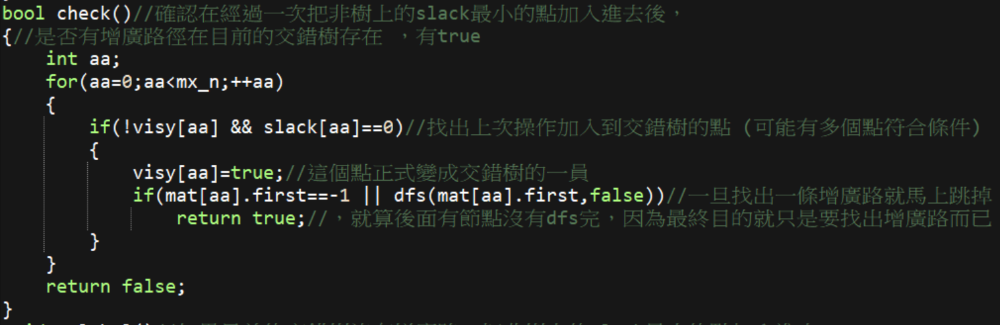 bool check()//確認在經過一次把非樹上的slack最小的點加入進去後，
{//是否有增廣路徑在目前的交錯樹存在 ，有true
int aa;
for(aa=0;aa<mx_n;++aa)
{
if(!visy[aa] && slack[aa]==0)//找出上次操作加入到交錯樹的點 (可能有多個點符合條件)
{
visy[aa]=true;//這個點正式變成交錯樹的一員
if(mat[aa].first==-1 || dfs(mat[aa].first,false))//一旦找出一條增廣路就馬上跳掉
return true;//，就算後面有節點沒有dfs完，因為最終目的就只是要找出增廣路而已
}
}
return false;
}